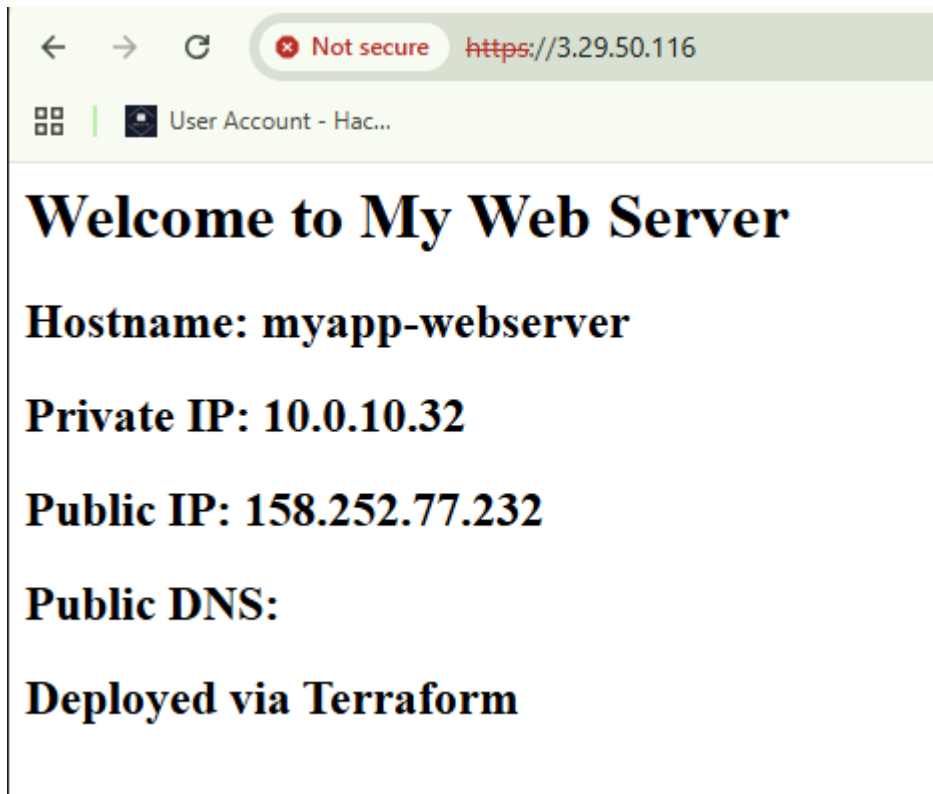 Not secure https://3.29.50.116
User Account - Hac...
Welcome to My Web Server
Hostname: myapp-webserver
Private IP: 10.0.10.32
Public IP: 158.252.77.232
Public DNS:
Deployed via Terraform